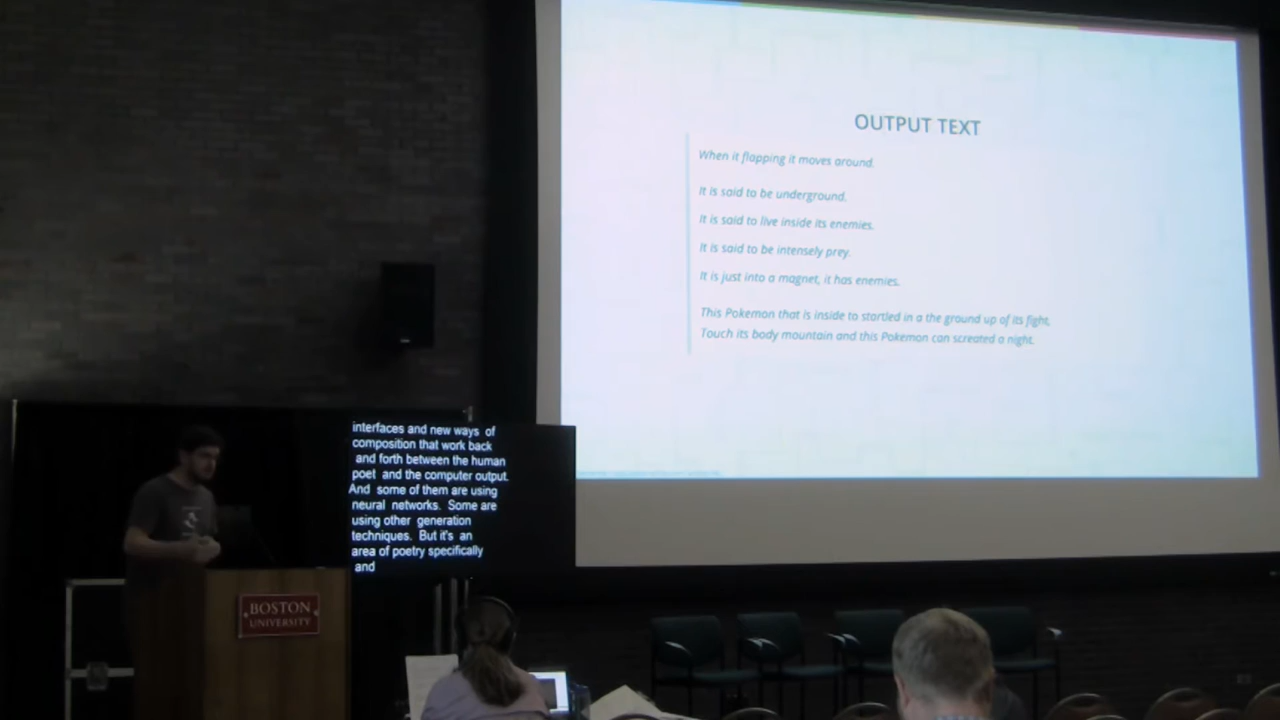 OUTPUT TEXT
When it flapping it moves around.
It is said to be underground.
It is said to live inside its enemies.
It is said to be intensely prey.
It is just into a magnet, it has enemies.
This Pokemon that is inside to startled in a the ground up of its fight,
Touch its body mountain and this Pokemon can screated a night.
interfaces and new ways of
composition that work back
and forth between the human
poet and the computer output.
And some of them are using
neural networks. Some are
using other generation
techniques. But it's an
area of poetry specifically
and
BOSTON
UNIVERSITY